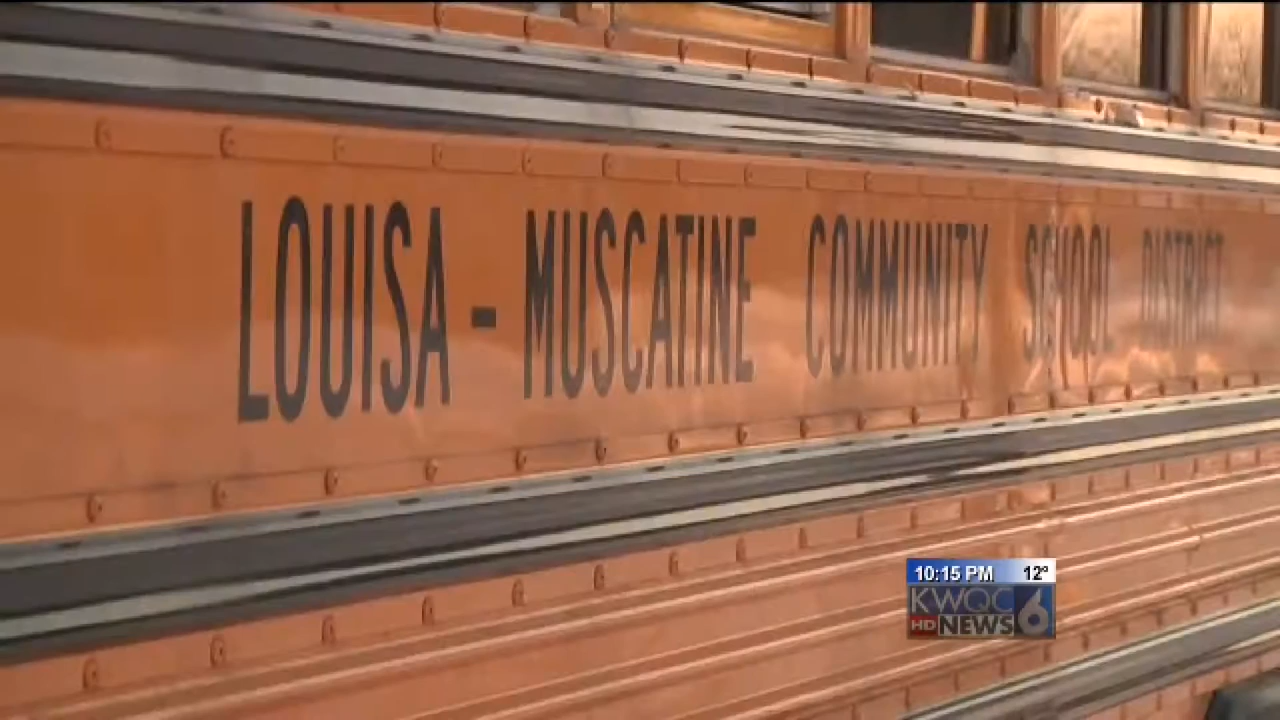 LOUISA - MUSCATINE COMMUNITY SCHOOL DISTRICT
10:15 PM 12°
KWQC 6
HD NEWS